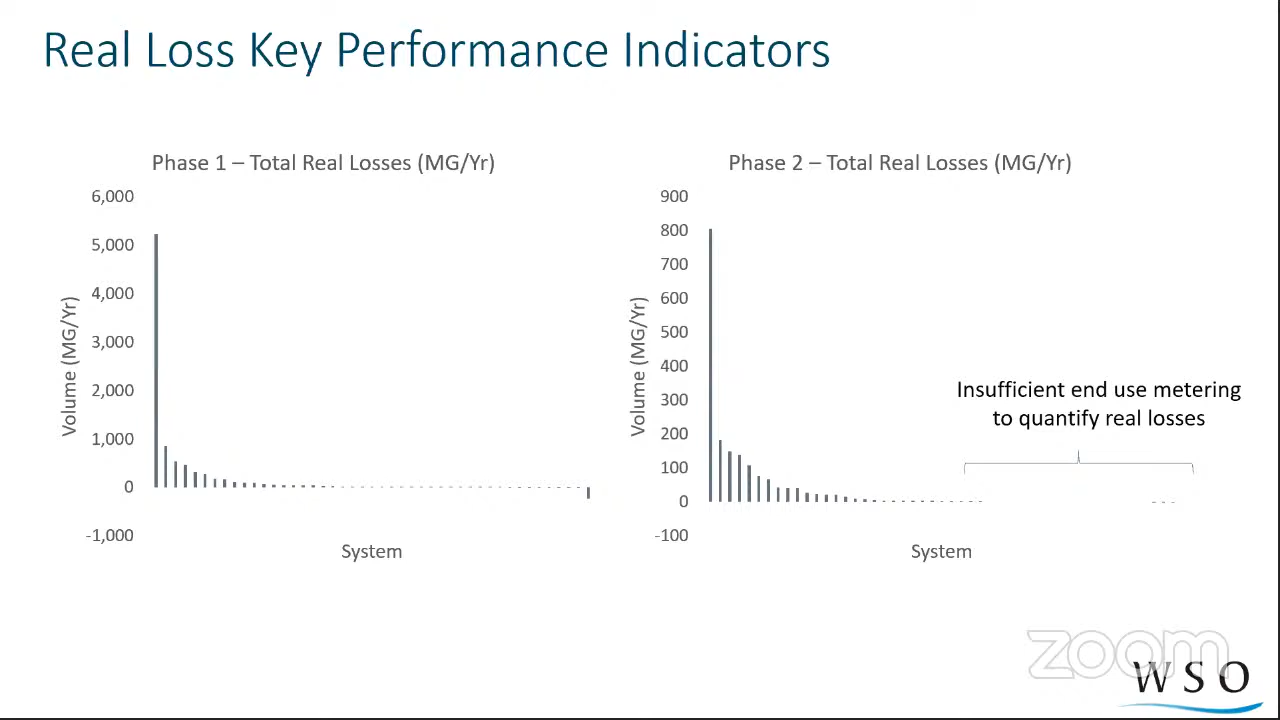 Real Loss Key Performance Indicators
Phase 1 – Total Real Losses (MG/Yr)
6,000
5,000
4,000
3,000
2,000
1,000
0
-1,000
Volume (MG/Yr)
System
Phase 2 – Total Real Losses (MG/Yr)
900
800
700
600
500
400
300
200
100
0
-100
Volume (MG/Yr)
System
Insufficient end use metering
to quantify real losses
zoom
WSO